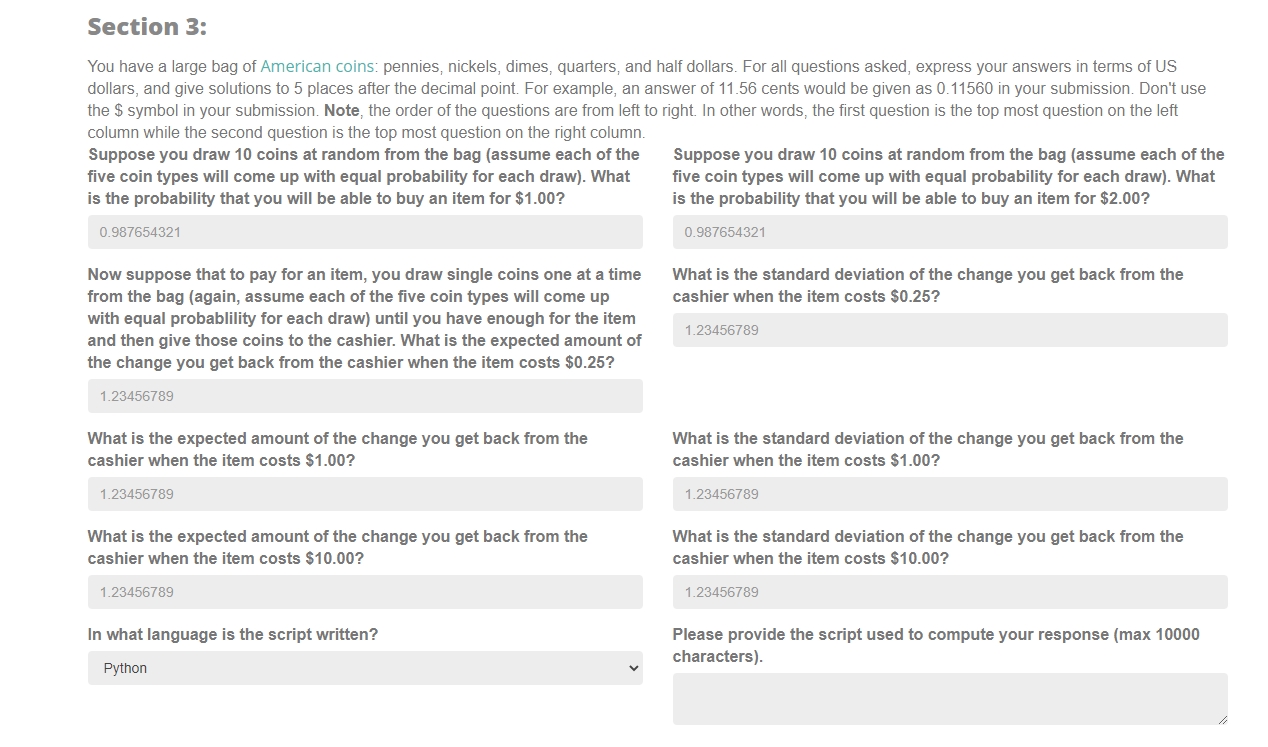 Section 3:
You have a large bag of American coins: pennies, nickels, dimes, quarters, and half dollars. For all questions asked, express your answers in terms of US
dollars, and give solutions to 5 places after the decimal point. For example, an answer of 11.56 cents would be given as 0.11560 in your submission. Don't use
the $ symbol in your submission. Note, the order of the questions are from left to right. In other words, the first question is the top most question on the left
column while the second question is the top most question on the right column.
Suppose you draw 10 coins at random from the bag (assume each of the
five coin types will come up with equal probability for each draw). What
is the probability that you will be able to buy an item for $1.00?
0.987654321
Suppose you draw 10 coins at random from the bag (assume each of the
five coin types will come up with equal probability for each draw). What
is the probability that you will be able to buy an item for $2.00?
0.987654321
Now suppose that to pay for an item, you draw single coins one at a time
from the bag (again, assume each of the five coin types will come up
with equal probablility for each draw) until you have enough for the item
and then give those coins to the cashier. What is the expected amount of
the change you get back from the cashier when the item costs $0.25?
1.23456789
What is the standard deviation of the change you get back from the
cashier when the item costs $0.25?
1.23456789
What is the expected amount of the change you get back from the
cashier when the item costs $1.00?
1.23456789
What is the standard deviation of the change you get back from the
cashier when the item costs $1.00?
1.23456789
What is the expected amount of the change you get back from the
cashier when the item costs $10.00?
1.23456789
What is the standard deviation of the change you get back from the
cashier when the item costs $10.00?
1.23456789
In what language is the script written?
Python
Please provide the script used to compute your response (max 10000
characters).